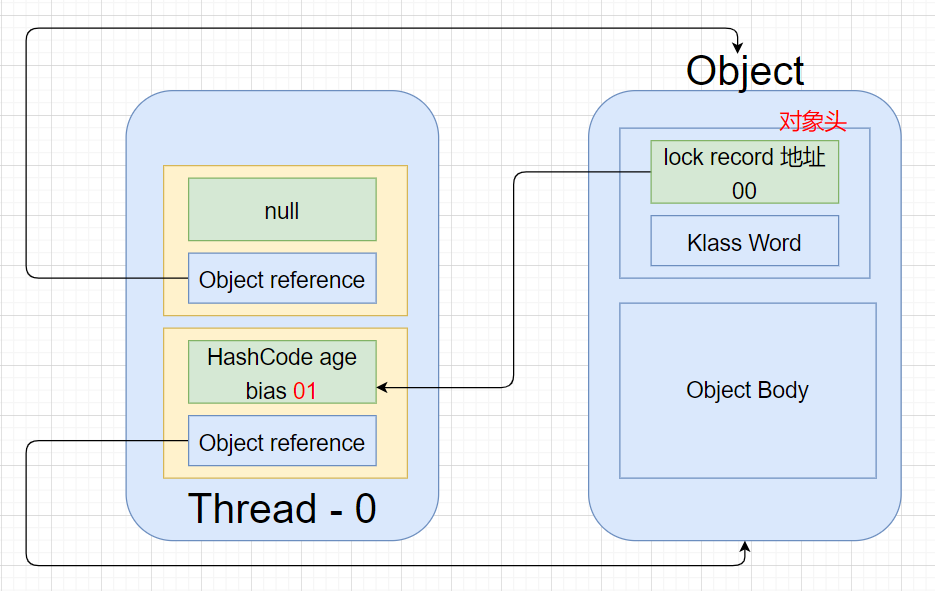 Object
对象头
lock record 地址
00
Klass Word
Object Body
null
Object reference
HashCode age
bias 01
Object reference
Thread - 0